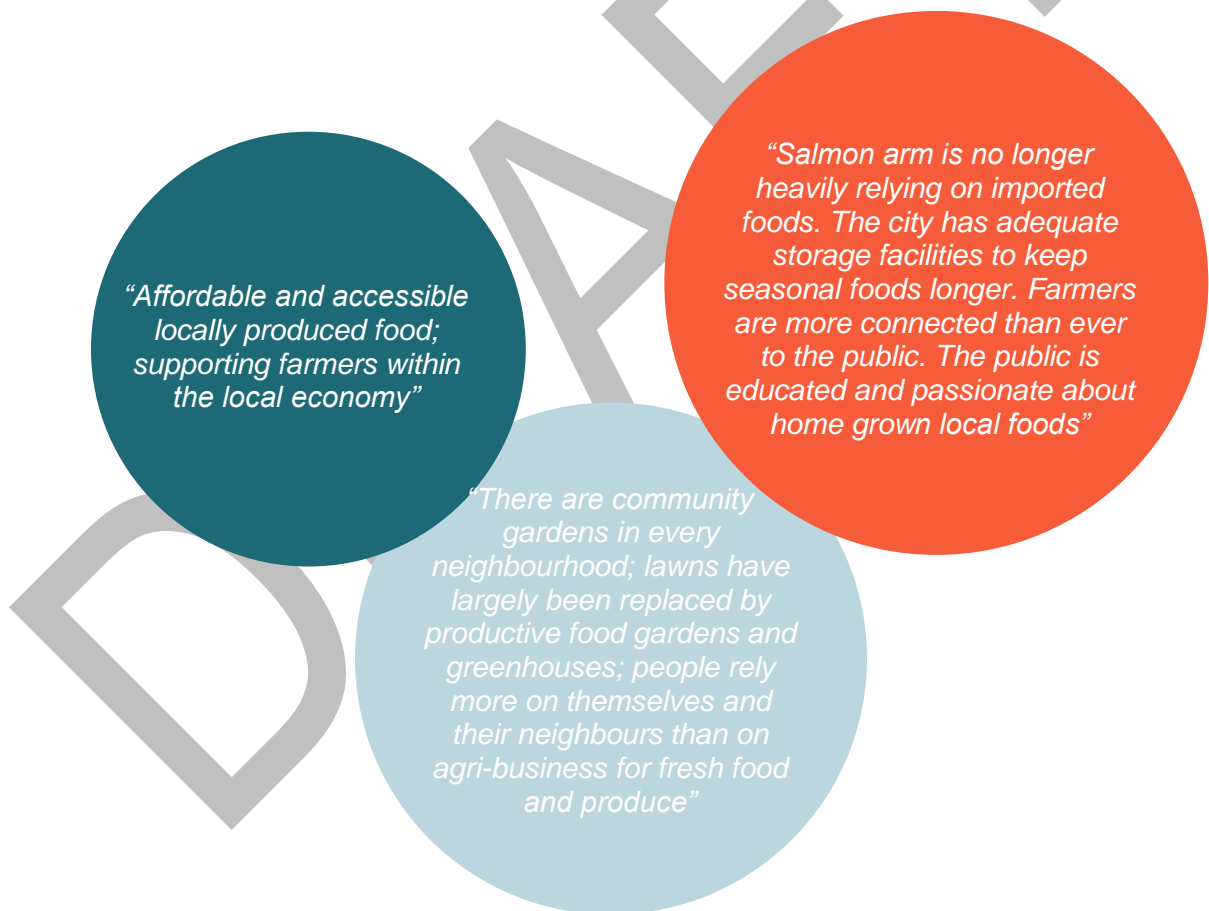 “Affordable and accessible
locally produced food;
supporting farmers within
the local economy”
“Salmon arm is no longer
heavily relying on imported
foods. The city has adequate
storage facilities to keep
seasonal foods longer. Farmers
are more connected than ever
to the public. The public is
educated and passionate about
home grown local foods”
“There are community
gardens in every
neighbourhood; lawns have
largely been replaced by
productive food gardens and
greenhouses; people rely
more on themselves and
their neighbours than on
agri-business for fresh food
and produce”